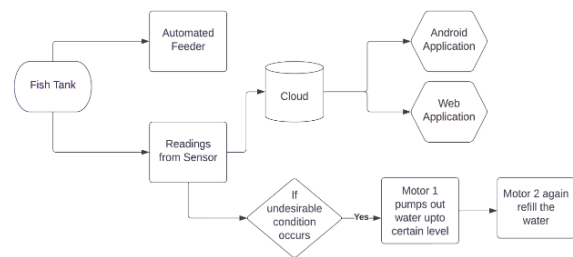 Automated
Feeder
Android
Application
Fish Tank
Cloud
Web
Application
Readings
from Sensor
If
undesirable
condition
occurs
Yes
Motor 1
pumps out
water upto
certain level
Motor 2 again
refill the
water